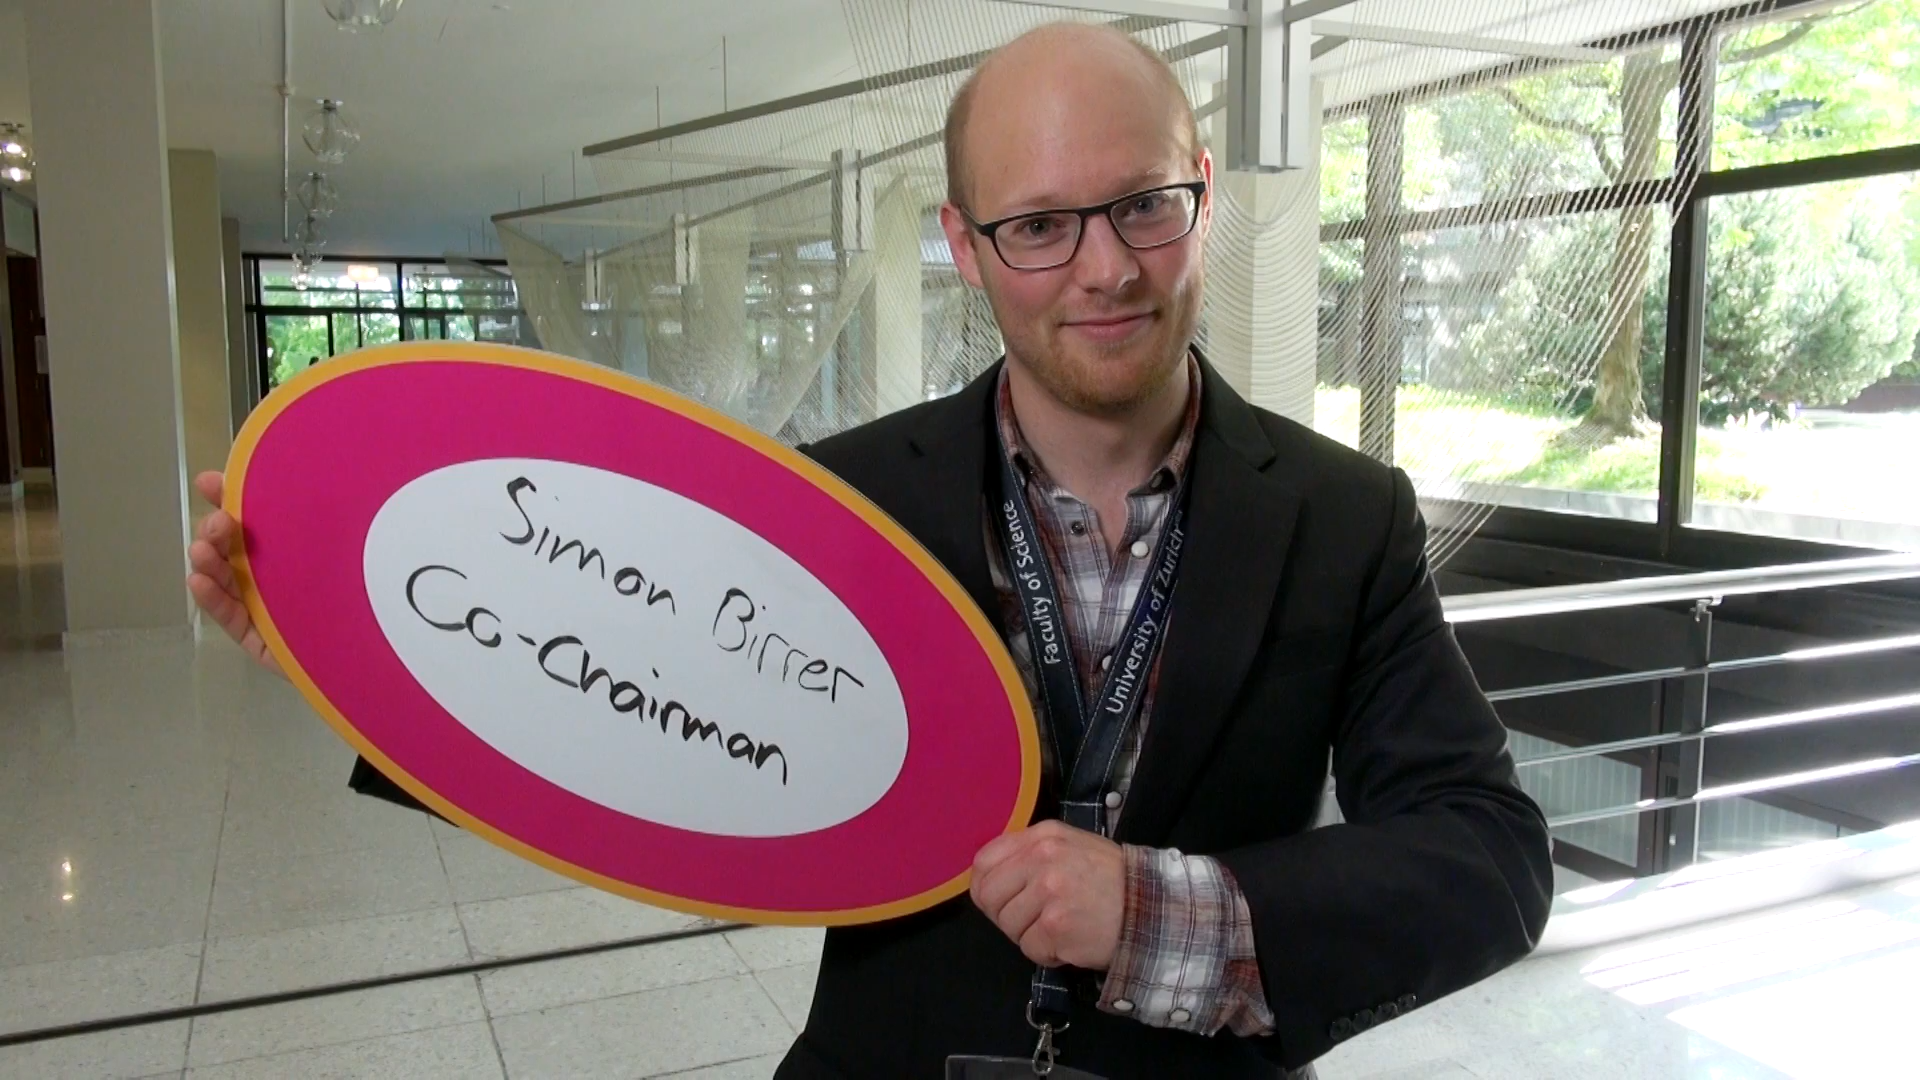 Simon Birrer
Co-Chairman
Faculty of Science
University of Zurich